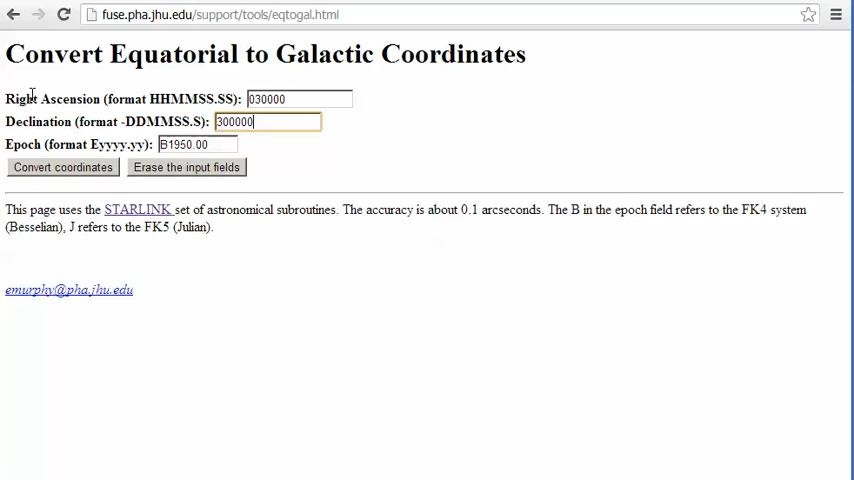 fuse.pha.jhu.edu/support/tools/eqtogal.html
Convert Equatorial to Galactic Coordinates
Right Ascension (format HHMMSS.SS): 030000
Declination (format -DDMMSS.S): 300000
Epoch (format Eyyyy.yy): B1950.00
Convert coordinates Erase the input fields
This page uses the STARLINK set of astronomical subroutines. The accuracy is about 0.1 arcseconds. The B in the epoch field refers to the FK4 system
(Besselian), J refers to the FK5 (Julian).
emurphy@pha.jhu.edu